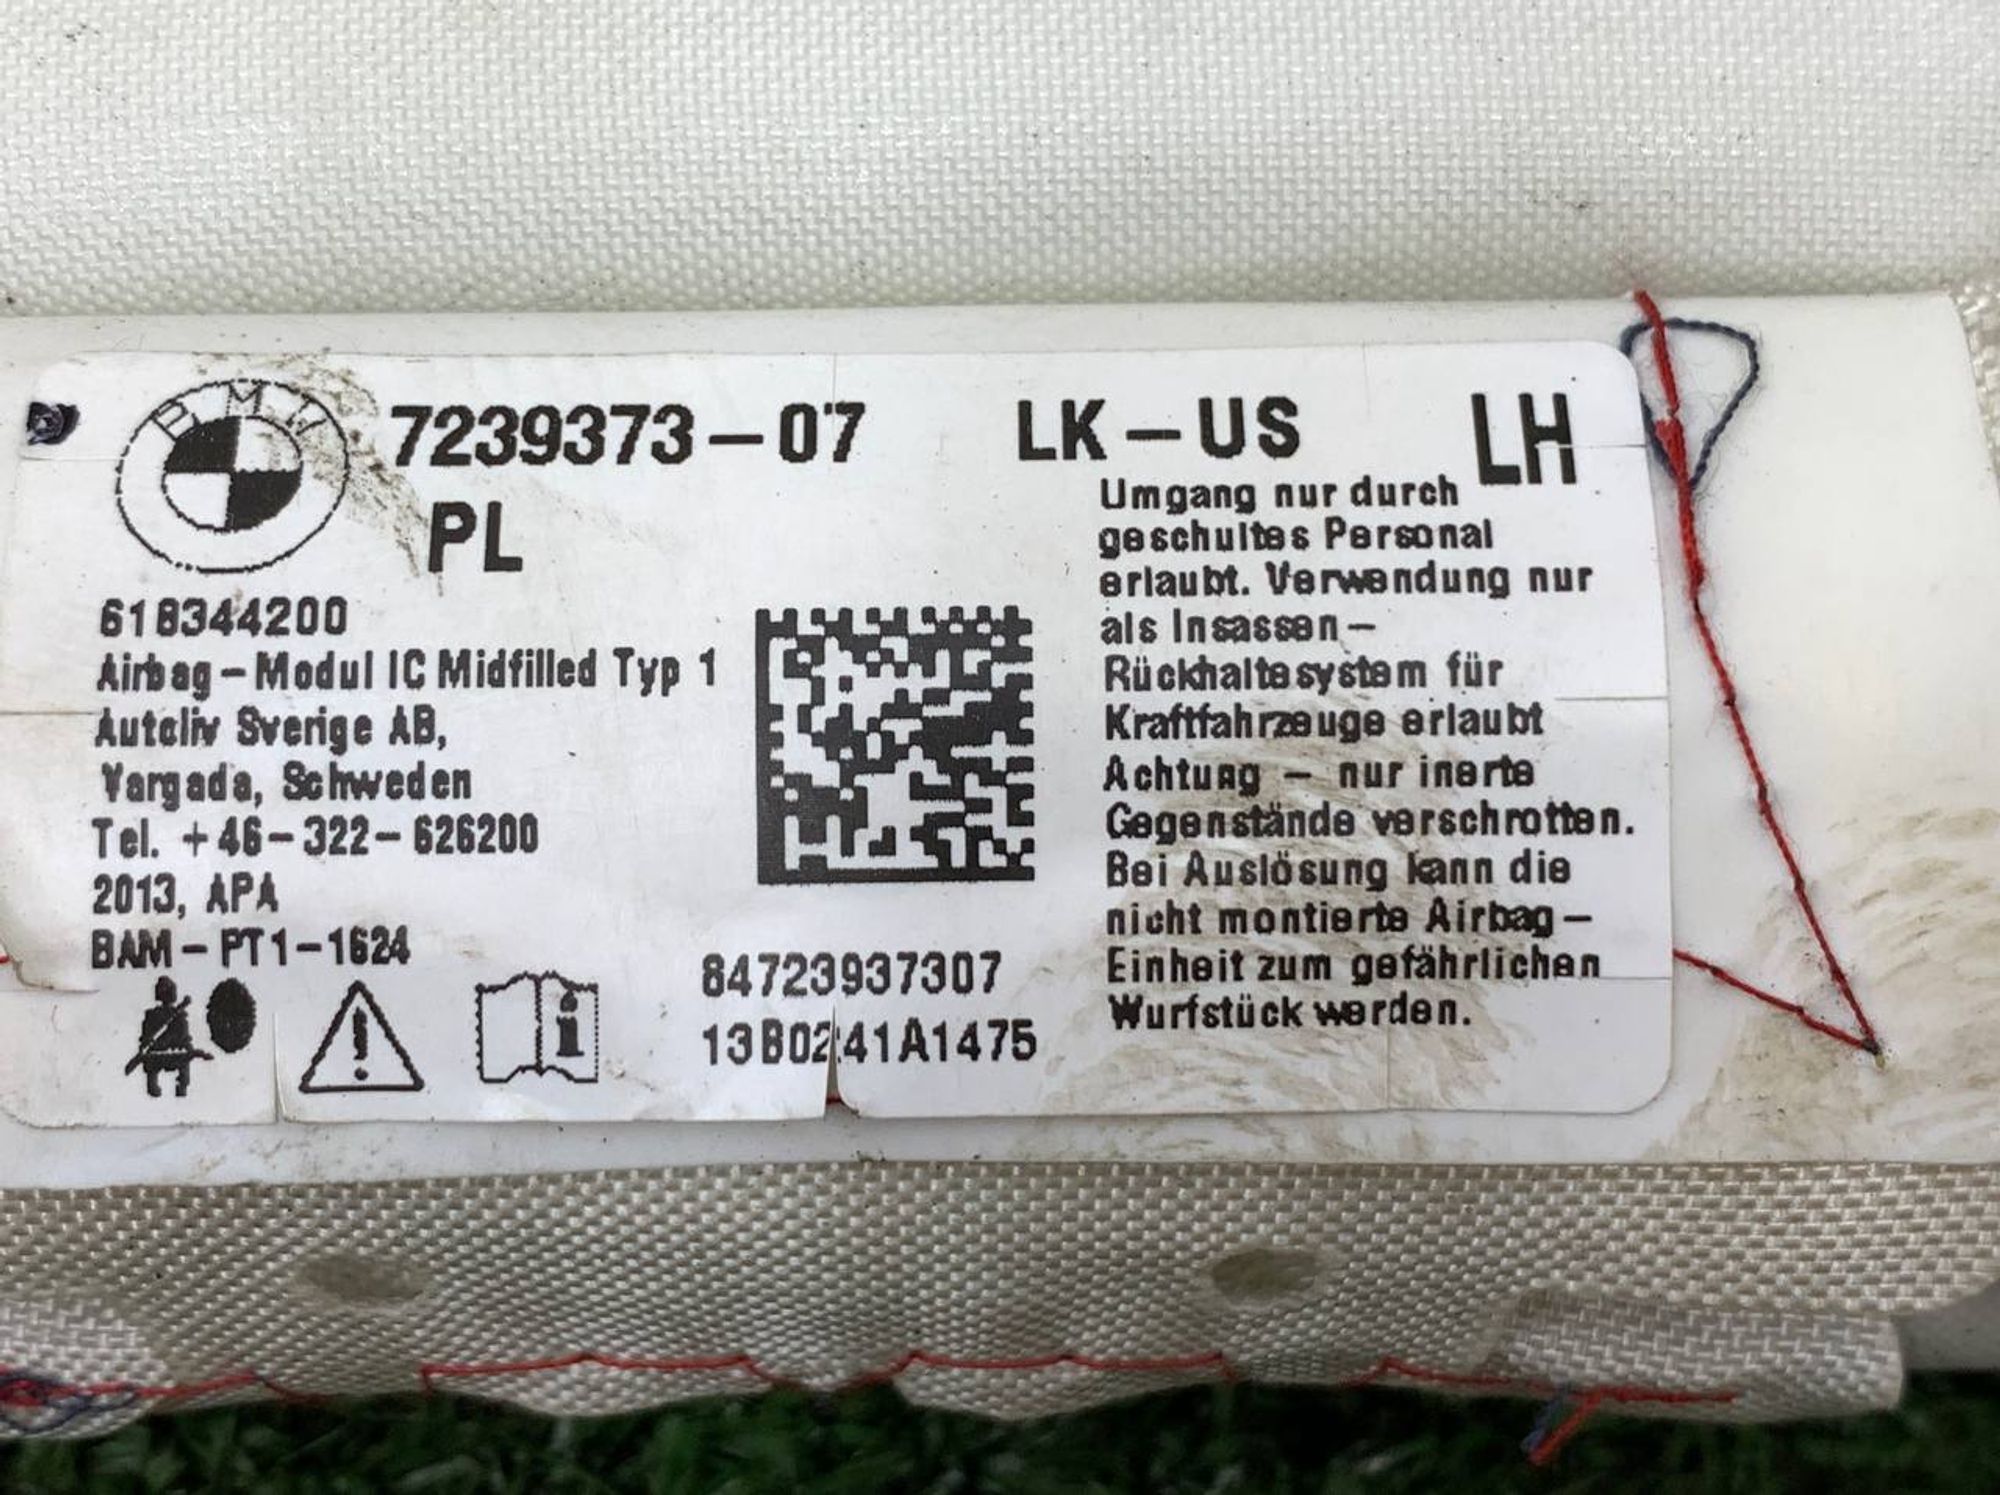 BMW
7239373-07 LK-US LH
PL
618344200
Airbag-Modul IC Midfilled Typ 1
Autoliv Sverige AB,
Vargada, Schweden
Tel. +46-322-626200
2013, APA
BAM-PT1-1624
84723937307
13B0241A1475
Umgang nur durch
geschultes Personal
erlaubt. Verwendung nur
als Insassen-
Rückhaltesystem für
Kraftfahrzeuge erlaubt
Achtung - nur inerte
Gegenstände verschrotten.
Bei Auslösung kann die
nicht montierte Airbag-
Einheit zum gefährlichen
Wurfstück werden.